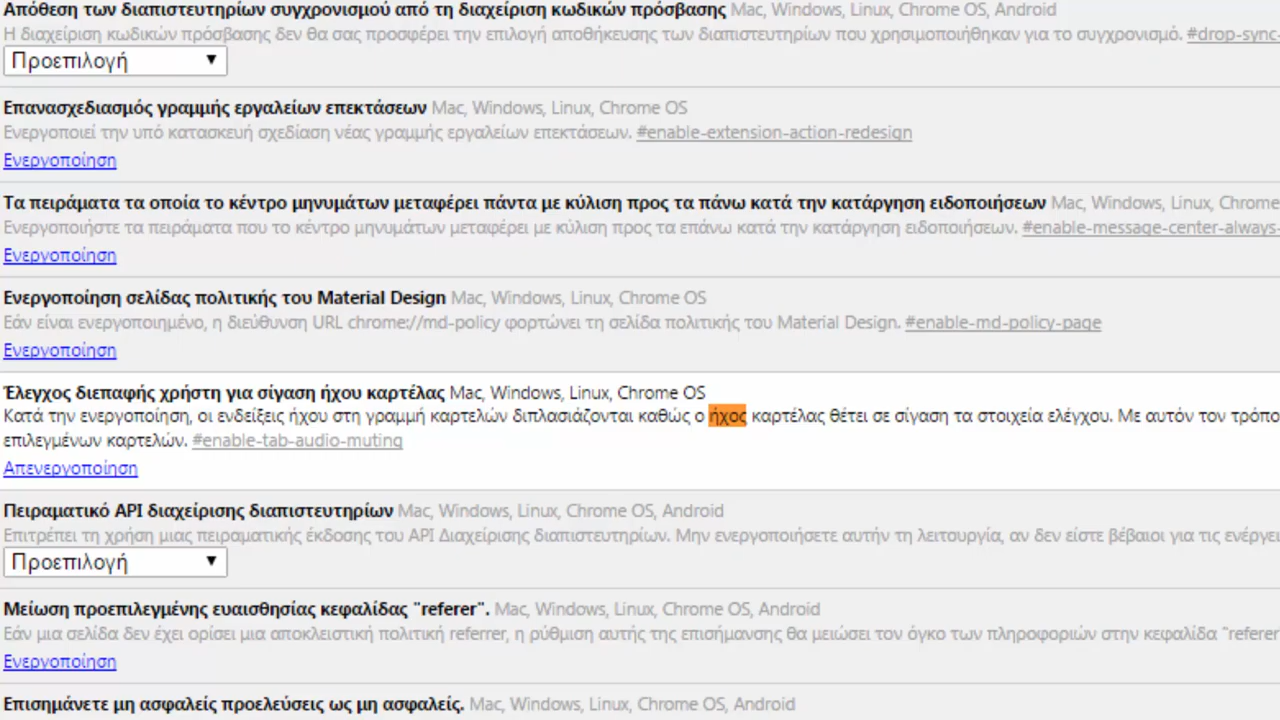 Απόθεση των διαπιστευτηρίων συγχρονισμού από τη διαχείριση κωδικών πρόσβασης Mac, Windows, Linux, Chrome OS, Android
Η διαχείριση κωδικών πρόσβασης δεν θα σας προσφέρει την επιλογή αποθήκευσης των διαπιστευτηρίων που χρησιμοποιήθηκαν για το συγχρονισμό. #drop-sync-
Προεπιλογή
Επανασχεδιασμός γραμμής εργαλείων επεκτάσεων Mac, Windows, Linux, Chrome OS
Ενεργοποιεί την υπό κατασκευή σχεδίαση νέας γραμμής εργαλείων επεκτάσεων. #enable-extension-action-redesign
Ενεργοποίηση
Τα πειράματα τα οποία το κέντρο μηνυμάτων μεταφέρει πάντα με κύλιση προς τα πάνω κατά την κατάργηση ειδοποιήσεων Mac, Windows, Linux, Chrome
Ενεργοποιήστε τα πειράματα που το κέντρο μηνυμάτων μεταφέρει με κύλιση προς τα επάνω κατά την κατάργηση ειδοποιήσεων. #enable-message-center-always-
Ενεργοποίηση
Ενεργοποίηση σελίδας πολιτικής του Material Design Mac, Windows, Linux, Chrome OS
Εάν είναι ενεργοποιημένο, η διεύθυνση URL chrome://md-policy φορτώνει τη σελίδα πολιτικής του Material Design. #enable-md-policy-page
Ενεργοποίηση
Έλεγχος διεπαφής χρήστη για σίγαση ήχου καρτέλας Mac, Windows, Linux, Chrome OS
Κατά την ενεργοποίηση, οι ενδείξεις ήχου στη γραμμή καρτελών διπλασιάζονται καθώς ο ήχος καρτέλας θέτει σε σίγαση τα στοιχεία ελέγχου. Με αυτόν τον τρόπο
επιλεγμένων καρτελών. #enable-tab-audio-muting
Απενεργοποίηση
Πειραματικό API διαχείρισης διαπιστευτηρίων Mac, Windows, Linux, Chrome OS, Android
Επιτρέπει τη χρήση μιας πειραματικής έκδοσης του API Διαχείρισης διαπιστευτηρίων. Μην ενεργοποιήσετε αυτήν τη λειτουργία, αν δεν είστε βέβαιοι για τις ενέργει
Προεπιλογή
Μείωση προεπιλεγμένης ευαισθησίας κεφαλίδας "referer". Mac, Windows, Linux, Chrome OS, Android
Εάν μια σελίδα δεν έχει ορίσει μια αποκλειστική πολιτική referrer, η ρύθμιση αυτής της επισήμανσης θα μειώσει τον όγκο των πληροφοριών στην κεφαλίδα "referer
Ενεργοποίηση
Επισημάνετε μη ασφαλείς προελεύσεις ως μη ασφαλείς. Mac, Windows, Linux, Chrome OS, Android